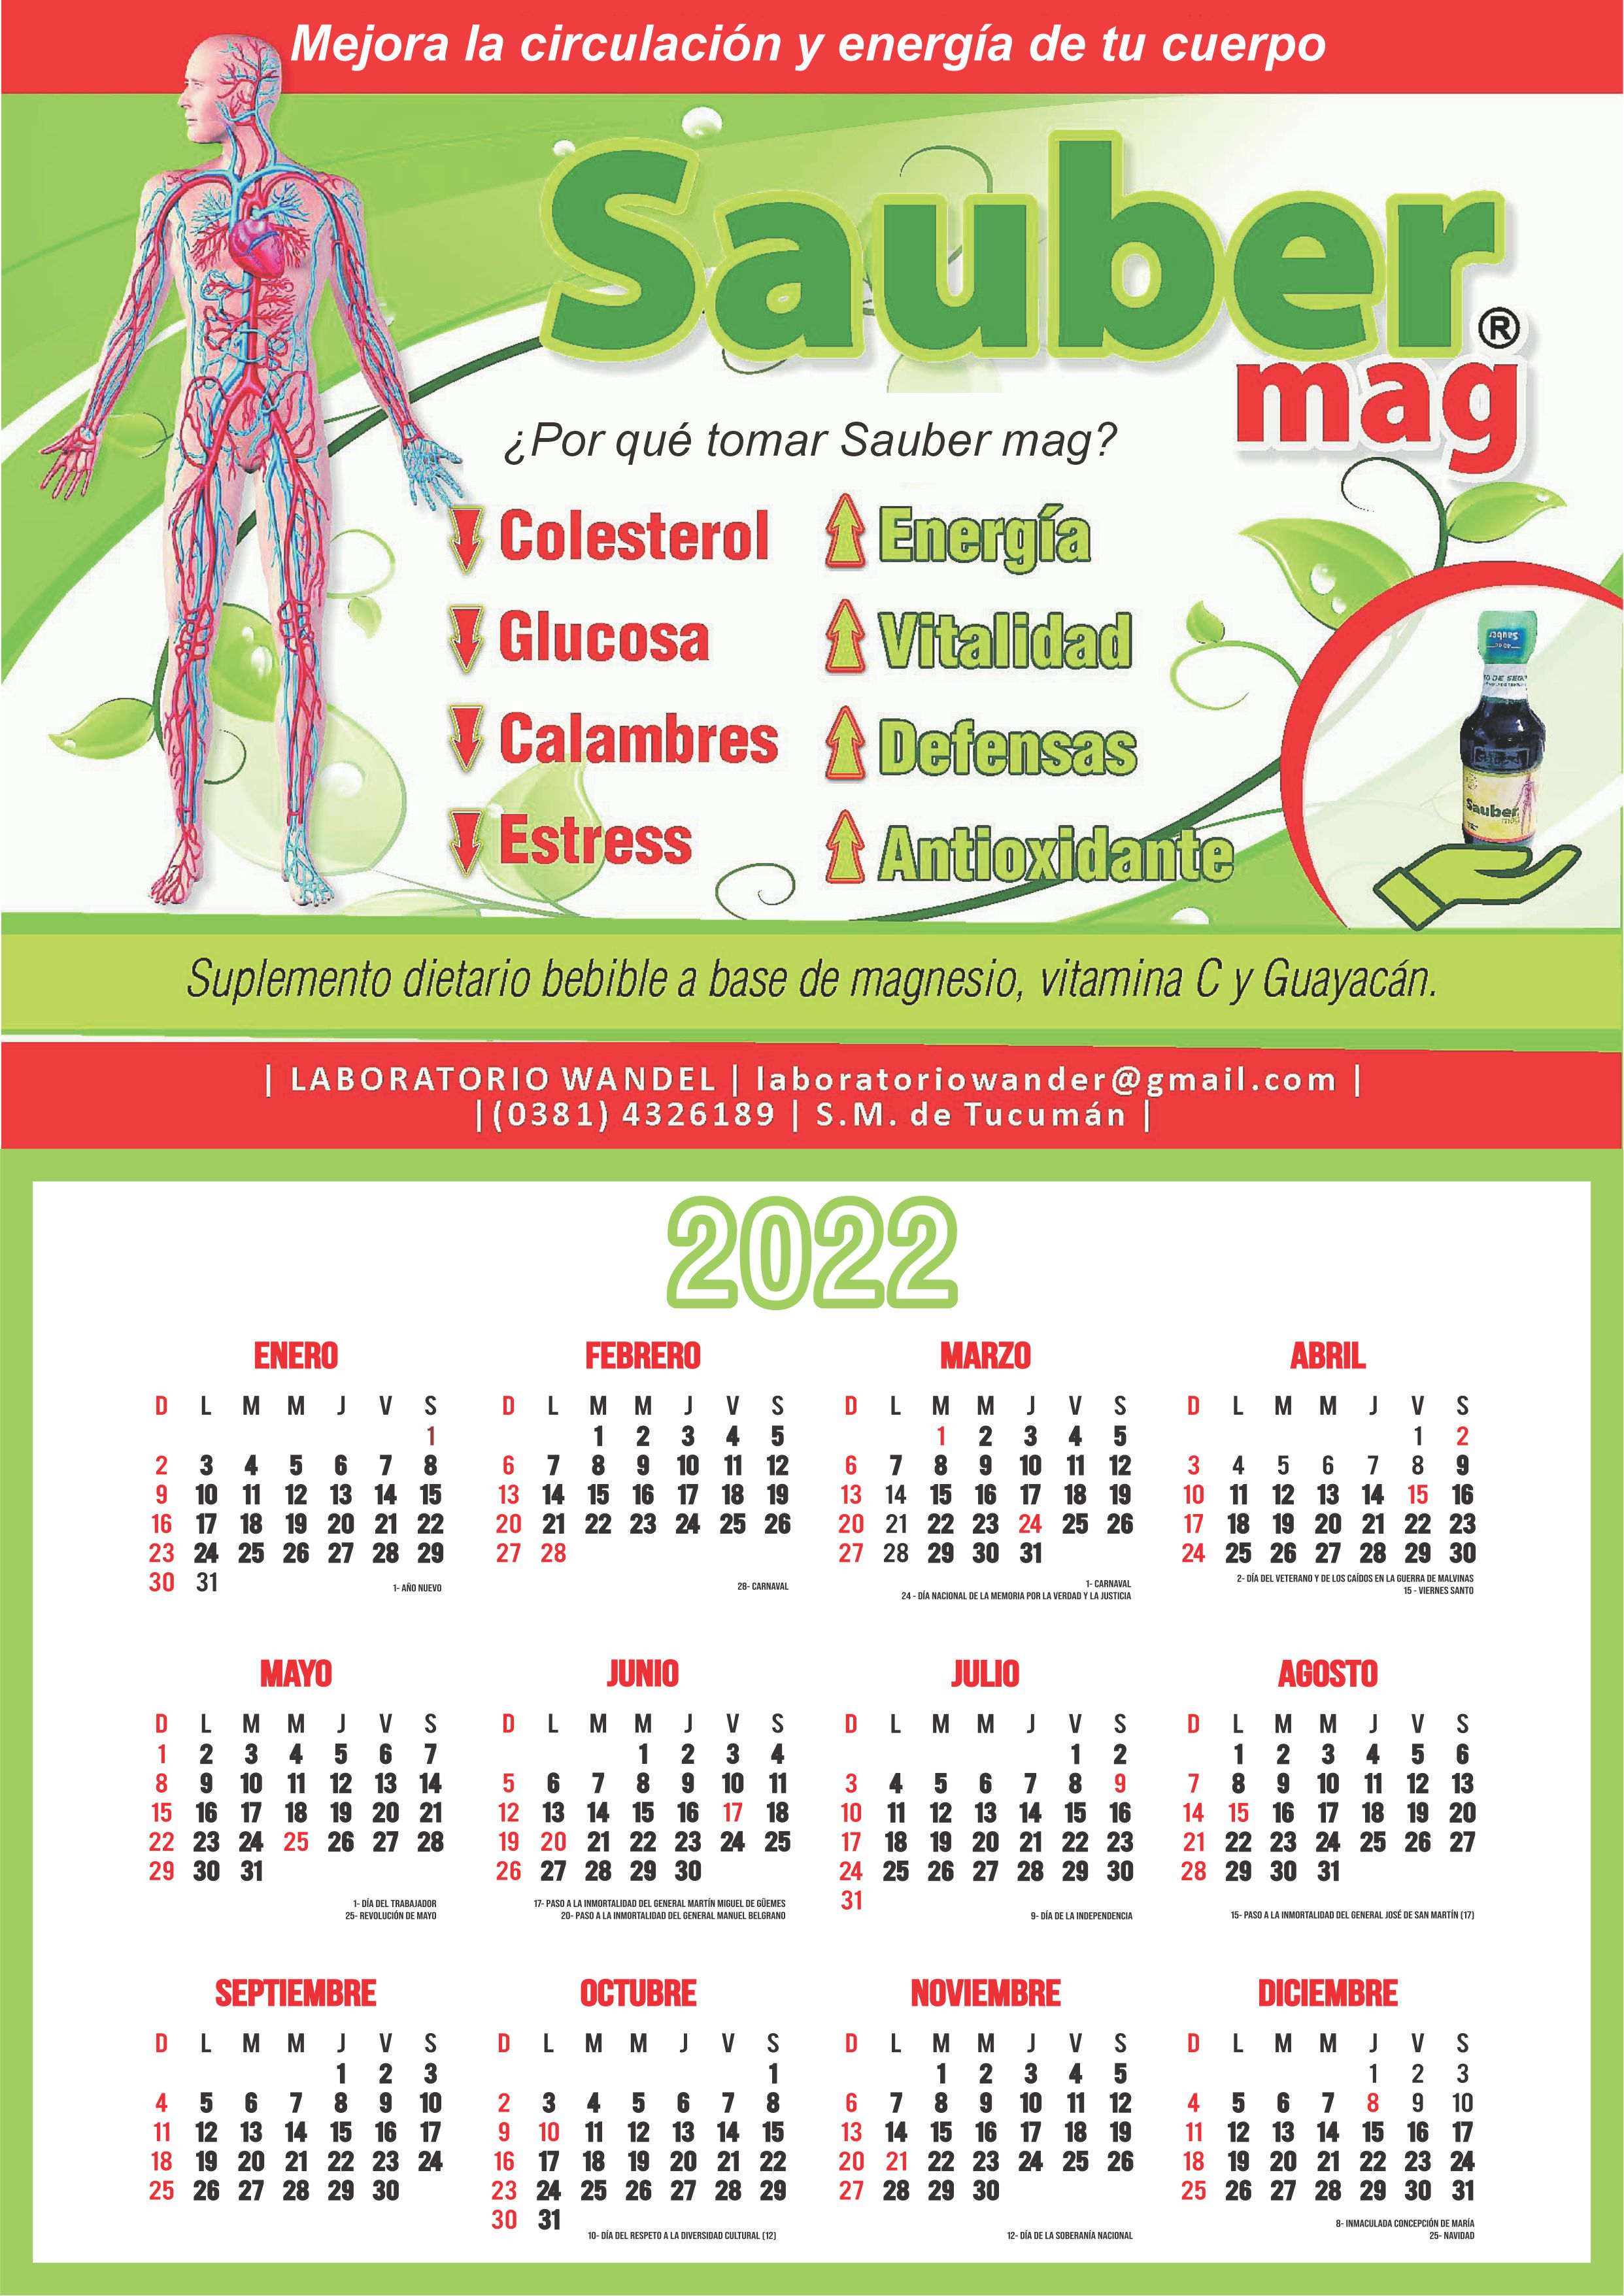 Mejora la circulación y energía de tu cuerpo
Sauber®
mag
¿Por qué tomar Sauber mag?
Colesterol Energía
Glucosa Vitalidad
Calambres Defensas
Estress Antioxidante
Sauber
Sauber
Suplemento dietario bebible a base de magnesio, vitamina C y Guayacán.
| LABORATORIO WANDEL | laboratoriowander@gmail.com |
|(0381) 4326189 | S.M. de Tucumán |
2022
ENERO
D L M M J V S
1
2 3 4 5 6 7 8
9 10 11 12 13 14 15
16 17 18 19 20 21 22
23 24 25 26 27 28 29
30 31
1- AÑO NUEVO
FEBRERO
D L M M J V S
1 2 3 4 5
6 7 8 9 10 11 12
13 14 15 16 17 18 19
20 21 22 23 24 25 26
27 28
28- CARNAVAL
MARZO
D L M M J V S
1 2 3 4 5
6 7 8 9 10 11 12
13 14 15 16 17 18 19
20 21 22 23 24 25 26
27 28 29 30 31
1- CARNAVAL
24 - DÍA NACIONAL DE LA MEMORIA POR LA VERDAD Y LA JUSTICIA
ABRIL
D L M M J V S
1 2
3 4 5 6 7 8 9
10 11 12 13 14 15 16
17 18 19 20 21 22 23
24 25 26 27 28 29 30
2- DÍA DEL VETERANO Y DE LOS CAÍDOS EN LA GUERRA DE MALVINAS
15 - VIERNES SANTO
MAYO
D L M M J V S
1 2 3 4 5 6 7
8 9 10 11 12 13 14
15 16 17 18 19 20 21
22 23 24 25 26 27 28
29 30 31
1- DÍA DEL TRABAJADOR
25- REVOLUCIÓN DE MAYO
JUNIO
D L M M J V S
1 2 3 4
5 6 7 8 9 10 11
12 13 14 15 16 17 18
19 20 21 22 23 24 25
26 27 28 29 30
17- PASO A LA INMORTALIDAD DEL GENERAL MARTÍN MIGUEL DE GÜEMES
20- PASO A LA INMORTALIDAD DEL GENERAL MANUEL BELGRANO
JULIO
D L M M J V S
1 2
3 4 5 6 7 8 9
10 11 12 13 14 15 16
17 18 19 20 21 22 23
24 25 26 27 28 29 30
31
9- DÍA DE LA INDEPENDENCIA
AGOSTO
D L M M J V S
1 2 3 4 5 6
7 8 9 10 11 12 13
14 15 16 17 18 19 20
21 22 23 24 25 26 27
28 29 30 31
15- PASO A LA INMORTALIDAD DEL GENERAL JOSÉ DE SAN MARTÍN (17)
SEPTIEMBRE
D L M M J V S
1 2 3
4 5 6 7 8 9 10
11 12 13 14 15 16 17
18 19 20 21 22 23 24
25 26 27 28 29 30
OCTUBRE
D L M M J V S
1
2 3 4 5 6 7 8
9 10 11 12 13 14 15
16 17 18 19 20 21 22
23 24 25 26 27 28 29
30 31
10- DÍA DEL RESPETO A LA DIVERSIDAD CULTURAL (12)
NOVIEMBRE
D L M M J V S
1 2 3 4 5
6 7 8 9 10 11 12
13 14 15 16 17 18 19
20 21 22 23 24 25 26
27 28 29 30
12- DÍA DE LA SOBERANÍA NACIONAL
DICIEMBRE
D L M M J V S
1 2 3
4 5 6 7 8 9 10
11 12 13 14 15 16 17
18 19 20 21 22 23 24
25 26 27 28 29 30 31
8- INMACULADA CONCEPCIÓN DE MARÍA
25- NAVIDAD